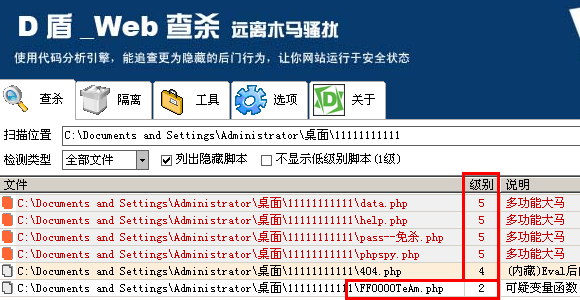 D 盾 _Web 查杀 远离木马骚扰
使用代码分析引擎, 能追查更为隐藏的后门行为, 让你网站运行于安全状态
查杀 隔离 工具 选项 D 关于
扫描位置 C:\Documents and Settings\Administrator\桌面\11111111111
检测类型 全部文件 列出隐藏脚本 不显示低级别脚本(1级)
文件 级别 说明
C:\Documents and Settings\Administrator\桌面\11111111111\data.php 5 多功能大马
C:\Documents and Settings\Administrator\桌面\11111111111\help.php 5 多功能大马
C:\Documents and Settings\Administrator\桌面\11111111111\pass--免杀.php 5 多功能大马
C:\Documents and Settings\Administrator\桌面\11111111111\phpspy.php 5 多功能大马
C:\Documents and Settings\Administrator\桌面\11111111111\404.php 4 (内藏)Eval后
C:\Documents and Settings\Administrator\桌面\11111111111\FF0000TeAm.php 2 可疑变量函数